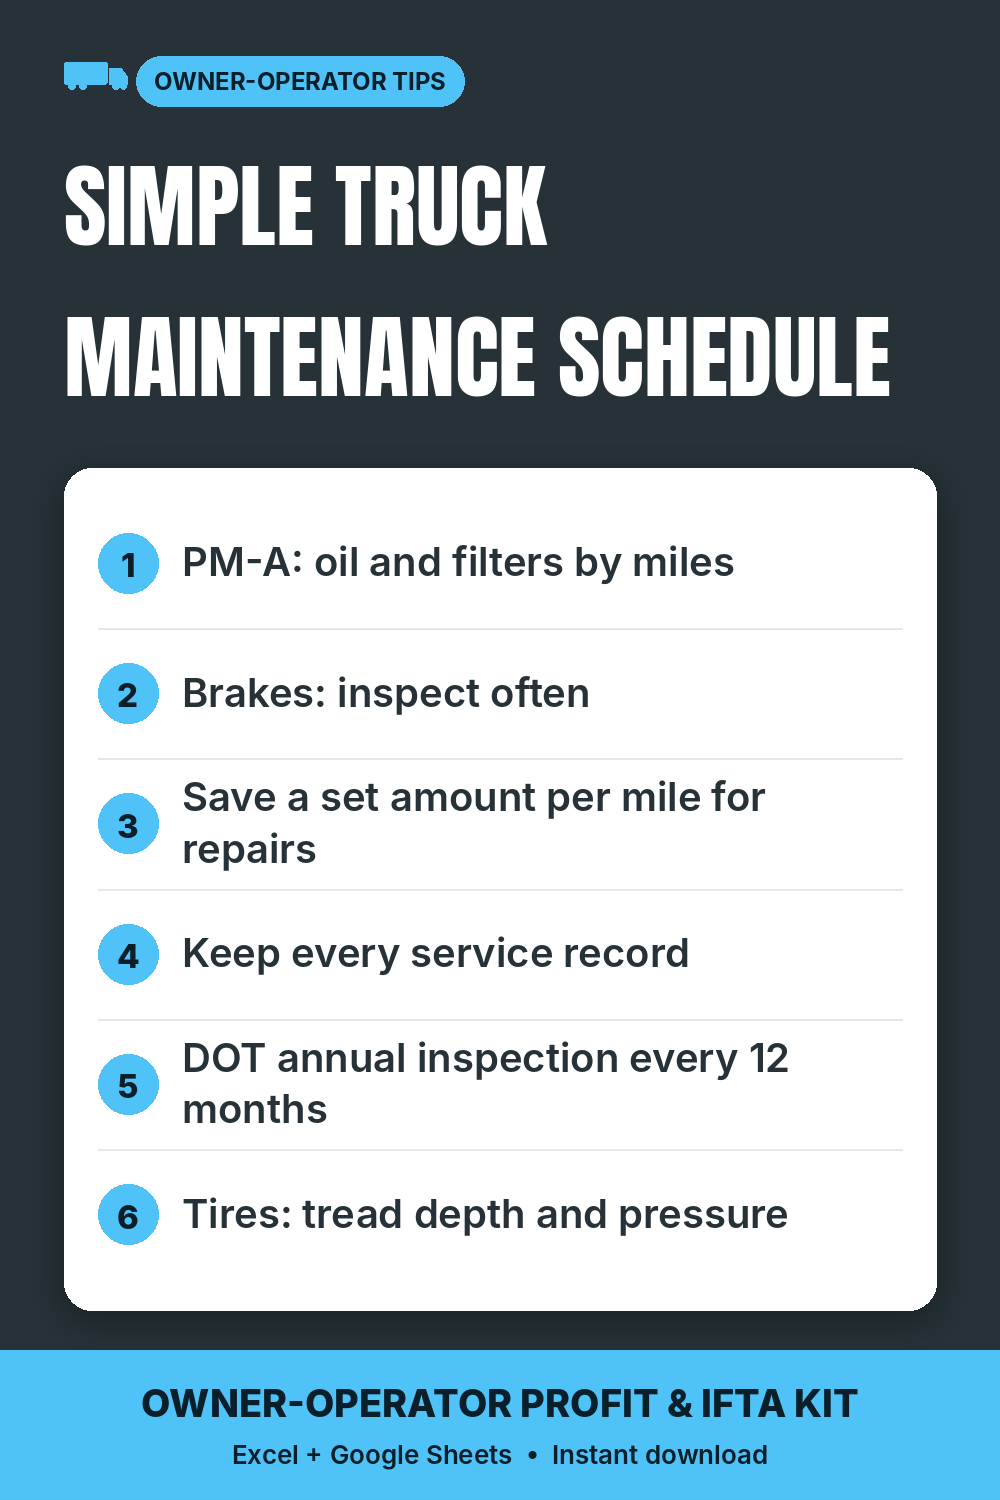 OWNER-OPERATOR TIPS
SIMPLE TRUCK
MAINTENANCE SCHEDULE
1 PM-A: oil and filters by miles
2 Brakes: inspect often
3 Save a set amount per mile for
repairs
4 Keep every service record
5 DOT annual inspection every 12
months
6 Tires: tread depth and pressure
OWNER-OPERATOR PROFIT & IFTA KIT
Excel + Google Sheets • Instant download